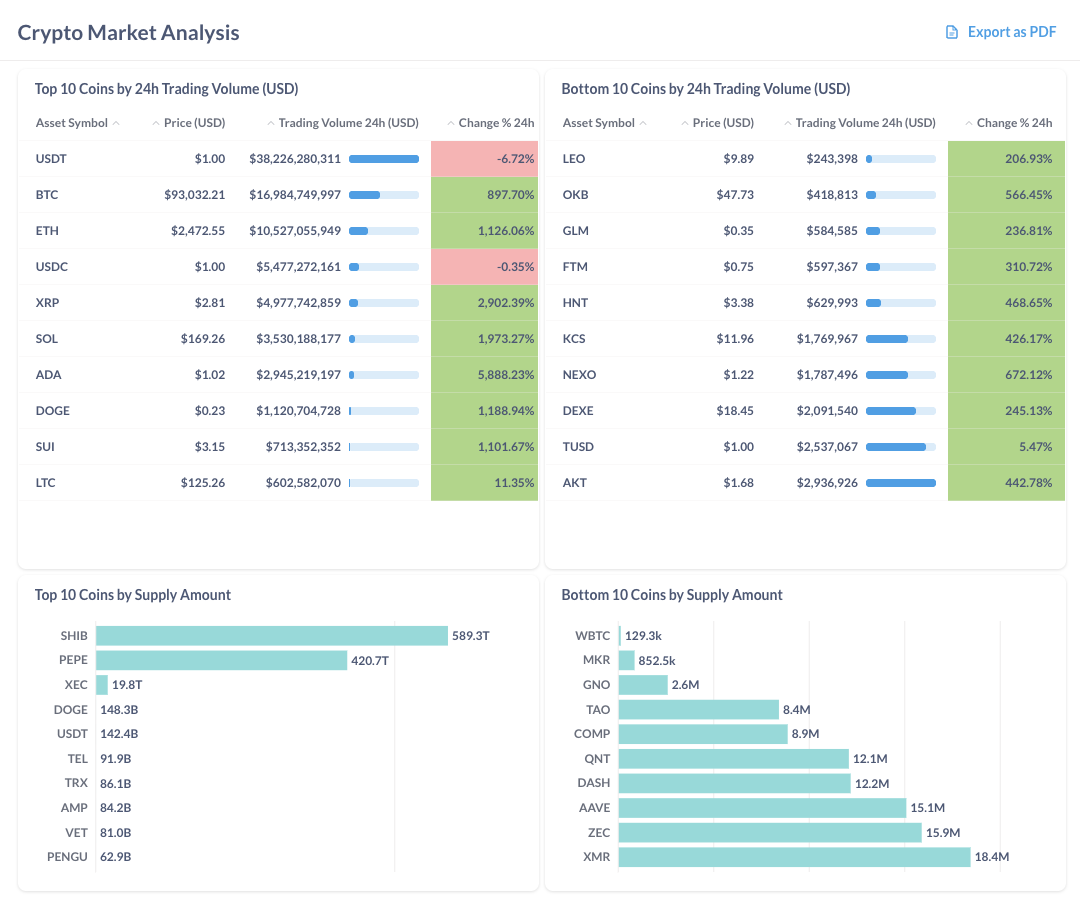 Crypto Market Analysis
Export as PDF
Top 10 Coins by 24h Trading Volume (USD)
Asset Symbol Price (USD) Trading Volume 24h (USD) Change % 24h
USDT $1.00 $38,226,280,311 -6.72%
BTC $93,032.21 $16,984,749,997 897.70%
ETH $2,472.55 $10,527,055,949 1,126.06%
USDC $1.00 $5,477,272,161 -0.35%
XRP $2.81 $4,977,742,859 2,902.39%
SOL $169.26 $3,530,188,177 1,973.27%
ADA $1.02 $2,945,219,197 5,888.23%
DOGE $0.23 $1,120,704,728 1,188.94%
SUI $3.15 $713,352,352 1,101.67%
LTC $125.26 $602,582,070 11.35%
Bottom 10 Coins by 24h Trading Volume (USD)
Asset Symbol Price (USD) Trading Volume 24h (USD) Change % 24h
LEO $9.89 $243,398 206.93%
OKB $47.73 $418,813 566.45%
GLM $0.35 $584,585 236.81%
FTM $0.75 $597,367 310.72%
HNT $3.38 $629,993 468.65%
KCS $11.96 $1,769,967 426.17%
NEXO $1.22 $1,787,496 672.12%
DEXE $18.45 $2,091,540 245.13%
TUSD $1.00 $2,537,067 5.47%
AKT $1.68 $2,936,926 442.78%
Top 10 Coins by Supply Amount
SHIB 589.3T
PEPE 420.7T
XEC 19.8T
DOGE 148.3B
USDT 142.4B
TEL 91.9B
TRX 86.1B
AMP 84.2B
VET 81.0B
PENGU 62.9B
Bottom 10 Coins by Supply Amount
WBTC 129.3k
MKR 852.5k
GNO 2.6M
TAO 8.4M
COMP 8.9M
QNT 12.1M
DASH 12.2M
AAVE 15.1M
ZEC 15.9M
XMR 18.4M